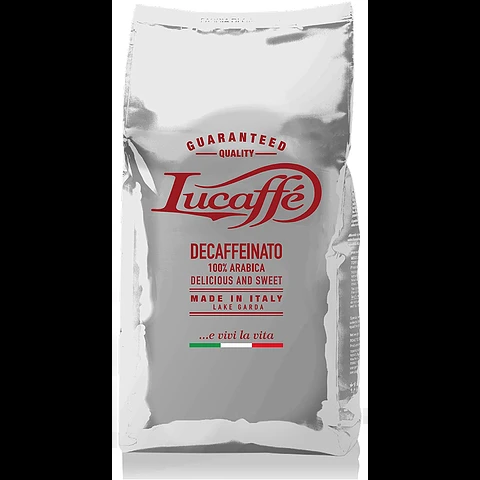 GUARANTEED
QUALITY
Lucaffé
DECAFFEINATO
100% ARABICA
DELICIOUS AND SWEET
MADE IN ITALY
LAKE GARDA
...e vivi la vita